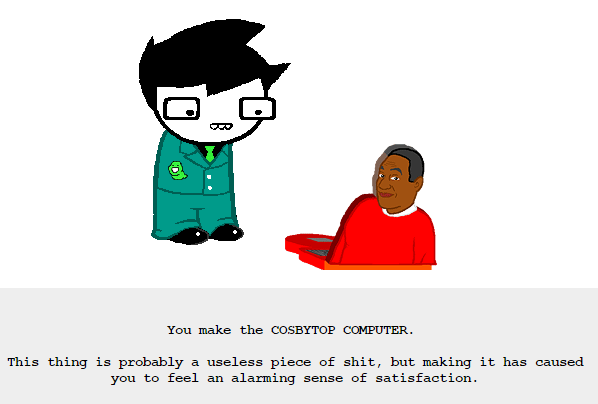 You make the COSBYTOP COMPUTER.
This thing is probably a useless piece of shit, but making it has caused
you to feel an alarming sense of satisfaction.